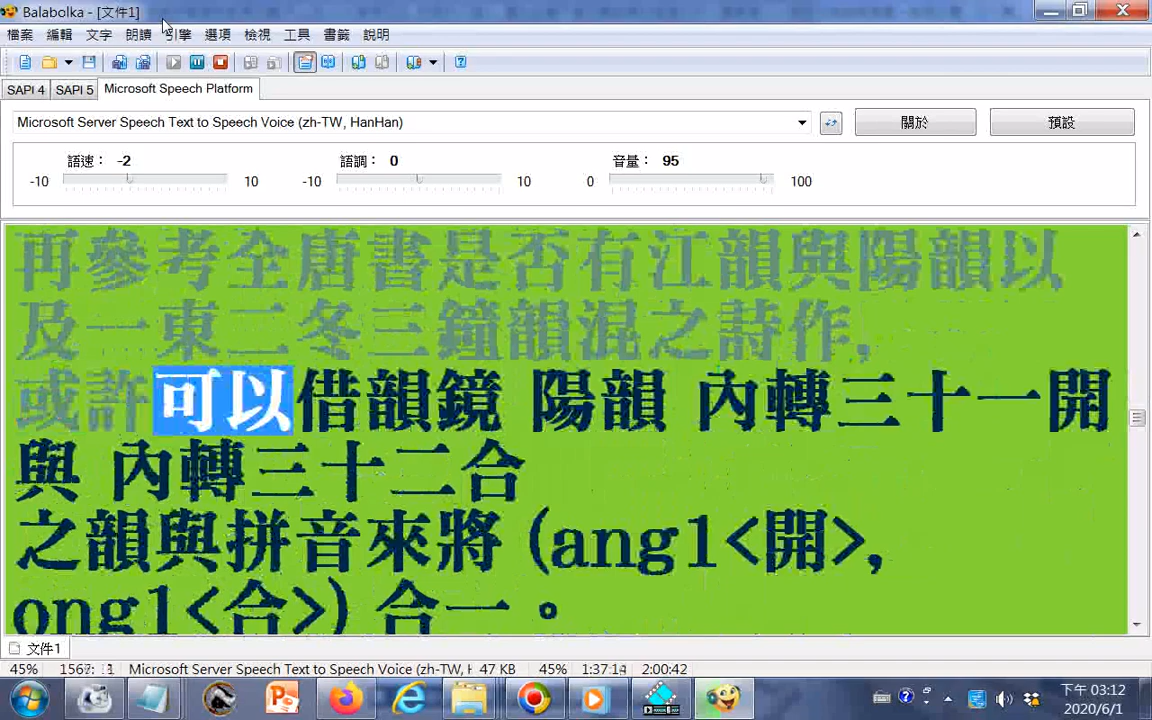 Balabolka - [文件1]
檔案 編輯 文字 朗讀 引擎 選項 檢視 工具 書籤 說明
SAPI 4 SAPI 5 Microsoft Speech Platform
Microsoft Server Speech Text to Speech Voice (zh-TW, HanHan)
關於 預設
語速： -2 語調： 0 音量： 95
-10 10 -10 10 0 100
再參考全唐書是否有江韻與陽韻以
及一東二冬三鐘韻混之詩作,
或許可以借韻鏡 陽韻 內轉三十一開
與 內轉三十二合
之韻與拼音來將 (ang1<開>,
ong1<合>) 合一。
文件1
45% Microsoft Server Speech Text to Speech Voice (zh-TW, H 47 KB 45% 1:37:14 2:00:42
下午 03:12
2020/6/1